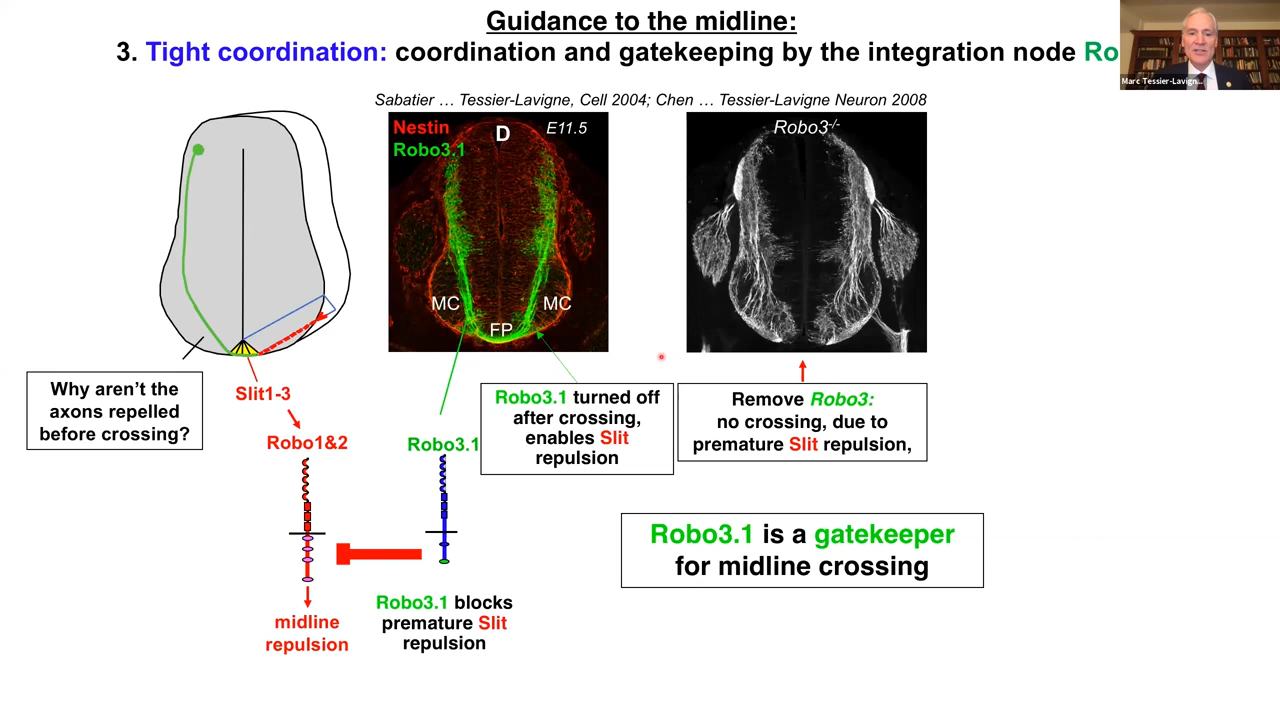 Guidance to the midline:
3. Tight coordination: coordination and gatekeeping by the integration node Ro
Marc Tessier-Lavign...
Sabatier … Tessier-Lavigne, Cell 2004; Chen … Tessier-Lavigne Neuron 2008
Nestin
Robo3.1
D
E11.5
MC
MC
FP
Robo3-/-
Why aren't the
axons repelled
before crossing?
Slit1-3
Robo1&2
Robo3.1
Robo3.1 turned off
after crossing,
enables Slit
repulsion
Remove Robo3:
no crossing, due to
premature Slit repulsion,
Robo3.1 is a gatekeeper
for midline crossing
midline
repulsion
Robo3.1 blocks
premature Slit
repulsion